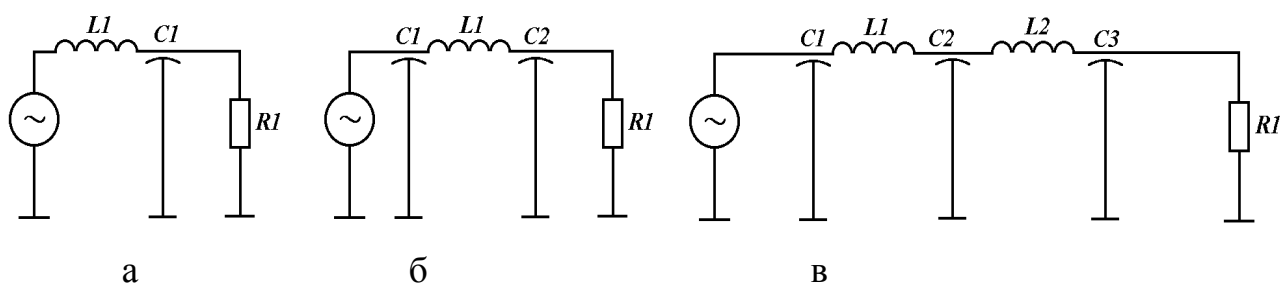 L1 C1 R1
C1 L1 C2 R1
C1 L1 C2 L2 C3 R1
а б в